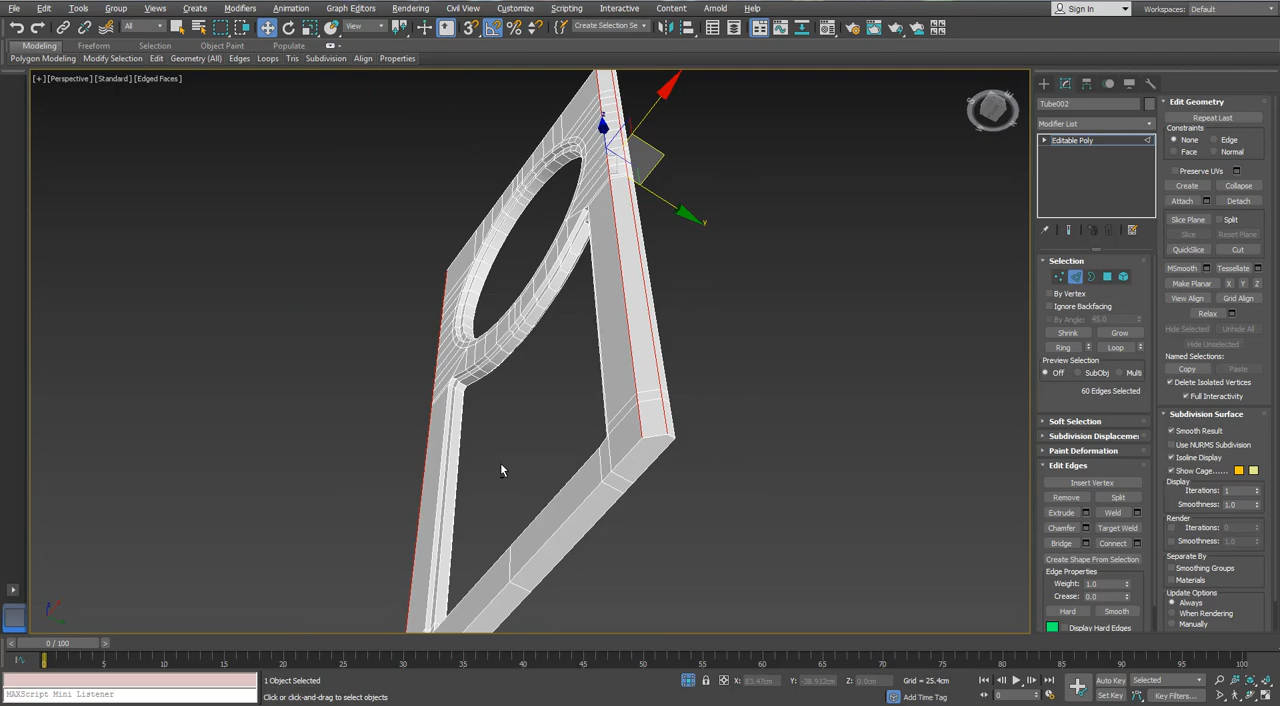 File Edit Tools Group Views Create Modifiers Animation Graph Editors Rendering Civil View Customize Scripting Interactive Content Arnold Help Sign In Workspaces: Default
All View Create Selection Se
Modeling Freeform Selection Object Paint Populate
Polygon Modeling Modify Selection Edit Geometry (All) Edges Loops Tris Subdivision Align Properties
[+] [Perspective] [Standard] [Edged Faces]
Tube002
Modifier List
Editable Poly
Selection
By Vertex
Ignore Backfacing
By Angle: 45.0
Shrink Grow
Ring Loop
Preview Selection
Off SubObj Multi
60 Edges Selected
Soft Selection
Subdivision Displacemen
Paint Deformation
Edit Edges
Insert Vertex
Remove Split
Extrude Weld
Chamfer Target Weld
Bridge Connect
Create Shape From Selection
Edge Properties
Weight: 1.0
Crease: 0.0
Hard Smooth
Display Hard Edges
Edit Geometry
Repeat Last
Constraints
None Edge
Face Normal
Preserve UVs
Create Collapse
Attach Detach
Slice Plane Split
Slice Reset Plane
QuickSlice Cut
MSmooth Tessellate
Make Planar X Y Z
View Align Grid Align
Relax
Hide Selected Unhide All
Hide Unselected
Named Selections:
Copy Paste
Delete Isolated Vertices
Full Interactivity
Subdivision Surface
Smooth Result
Use NURMS Subdivision
Isoline Display
Show Cage......
Display
Iterations: 1
Smoothness: 1.0
Render
Iterations: 0
Smoothness: 1.0
Separate By
Smoothing Groups
Materials
Update Options
Always
When Rendering
Manually
z
y
0 / 100
0 5 10 15 20 25 30 35 40 45 50 55 60 65 70 75 80 85 90 95 100
1 Object Selected X: 83.47cm Y: -38.912cm Z: 0.0cm Grid = 25.4cm Auto Key Selected
MAXScript Mini Listener Click or click-and-drag to select objects Add Time Tag 0 Set Key Key Filters...